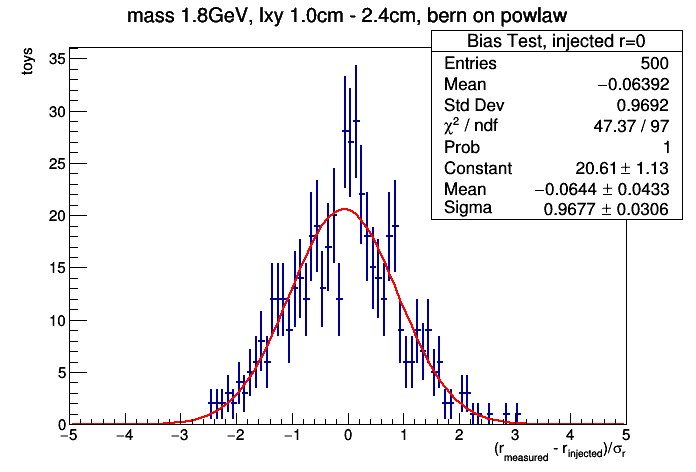 mass 1.8GeV, lxy 1.0cm - 2.4cm, bern on powlaw
Bias Test, injected r=0
Entries 500
Mean −0.06392
Std Dev 0.9692
χ² / ndf 47.37 / 97
Prob 1
Constant 20.61 ± 1.13
Mean −0.0644 ± 0.0433
Sigma 0.9677 ± 0.0306
toys
35
30
25
20
15
10
5
0
−5 −4 −3 −2 −1 0 1 2 3 4 5
(r_measured - r_injected)/σ_r